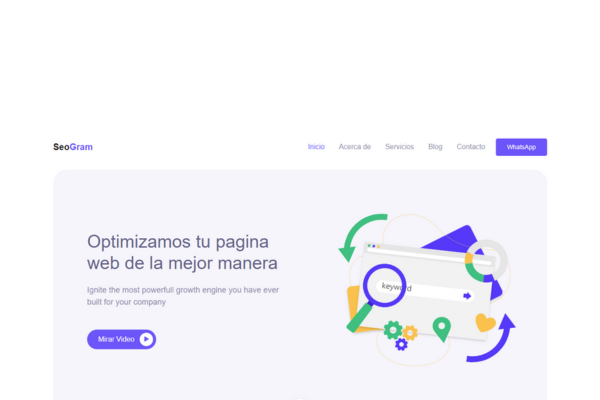 SeoGram
Inicio Acerca de Servicios Blog Contacto WhatsApp
Optimizamos tu pagina
web de la mejor manera
Ignite the most powerfull growth engine you have ever
built for your company
Mirar Video
keyword